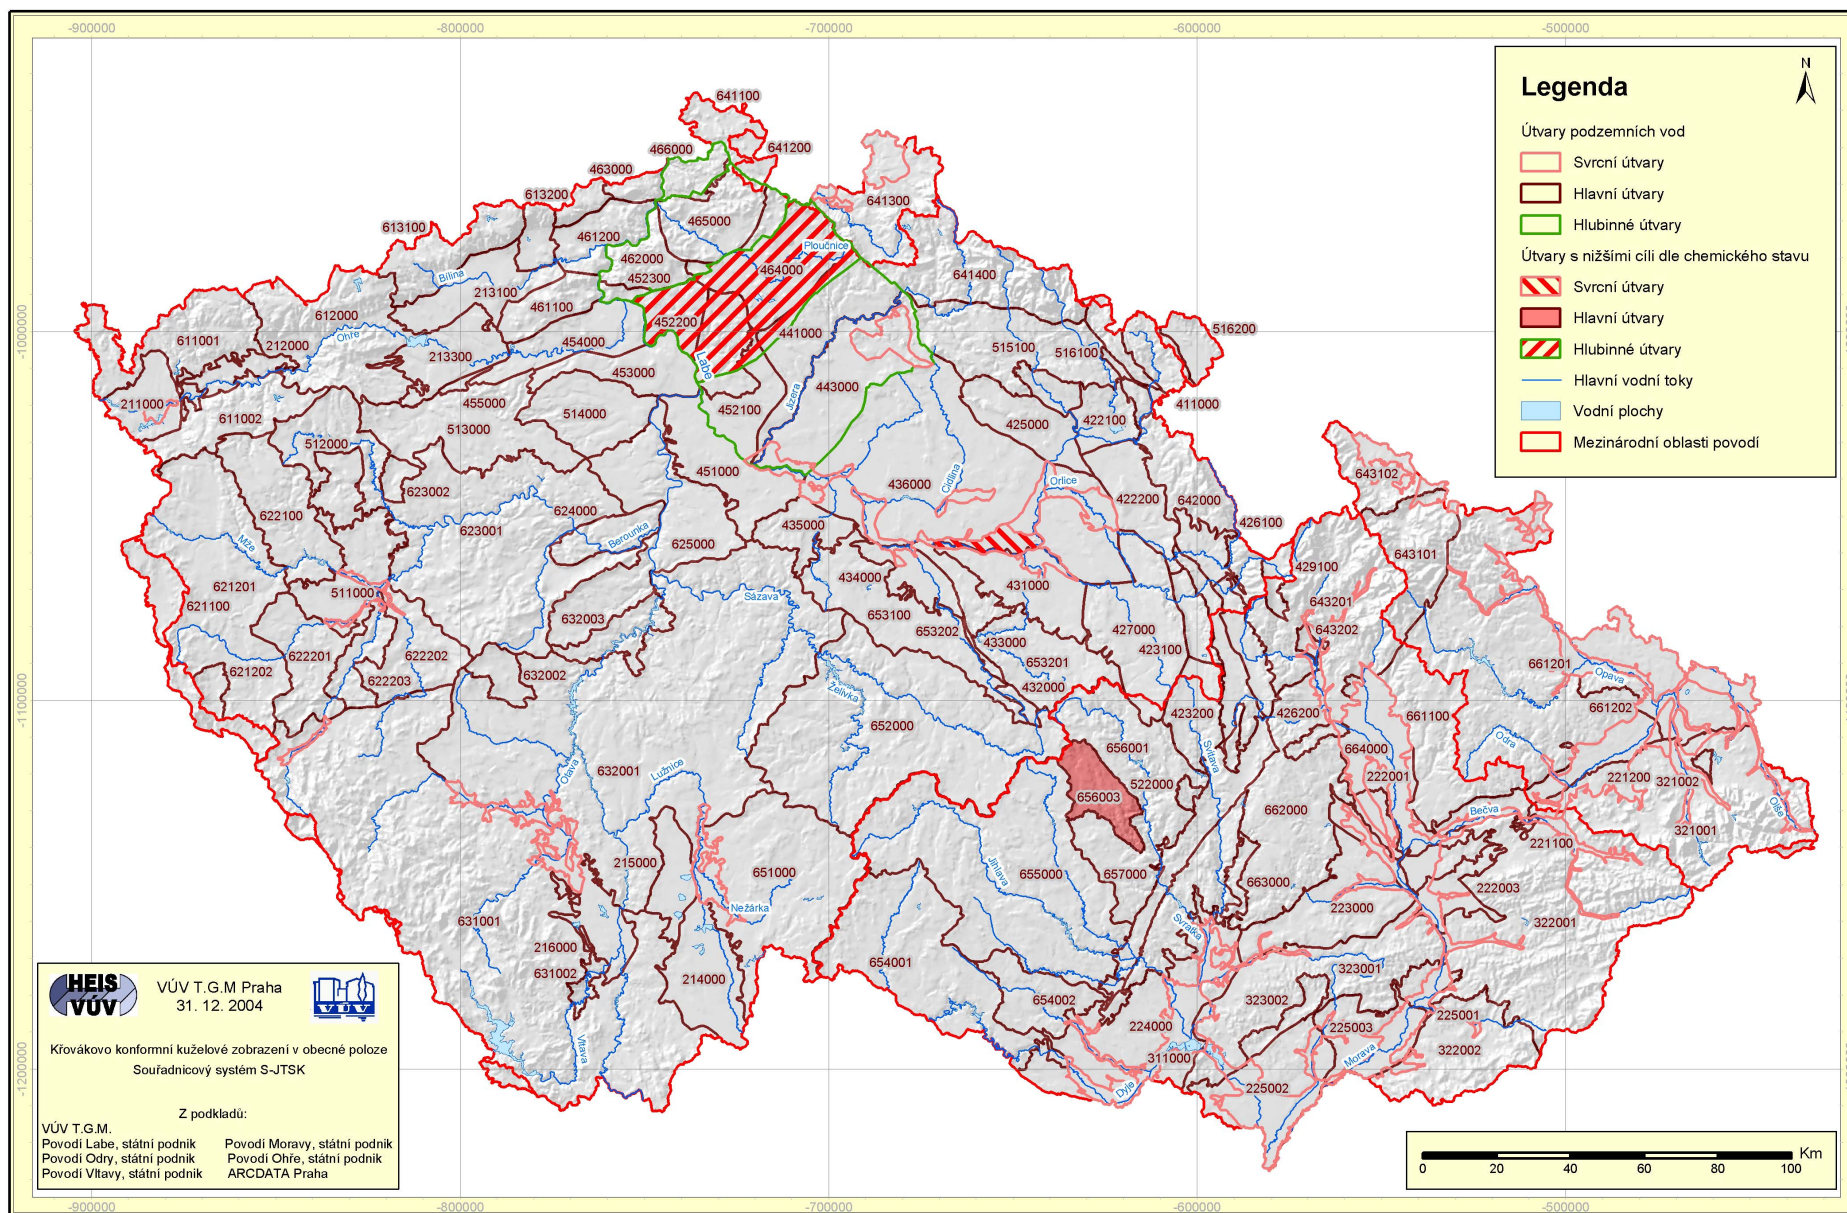 -900000
-800000
-700000
-600000
-500000
Legenda
N
Útvary podzemních vod
Svrcní útvary
Hlavní útvary
Hlubinné útvary
Útvary s nižšími cíli dle chemického stavu
Svrcní útvary
Hlavní útvary
Hlubinné útvary
Hlavní vodní toky
Vodní plochy
Mezinárodní oblasti povodí
641100
641200
466000
463000
613200
613100
641300
465000
461200
462000
452300
Ploučnice
464000
641400
Bílina
213100
461100
612000
Ohře
611001
212000
213300
454000
452200
441000
515100
516100
516200
453000
Labe
443000
Jizera
211000
611002
455000
514000
452100
411000
422100
425000
512000
513000
451000
436000
Cidlina
Orlice
422200
642000
643102
623002
622100
623001
624000
Berounka
625000
435000
426100
643101
Mže
621201
621100
511000
434000
431000
429100
643201
643202
Sázava
632003
653100
653202
433000
653201
427000
423100
432000
622201
622202
621202
622203
632002
Želivka
652000
423200
426200
661100
661201
Opava
661202
656001
Svitava
664000
Odra
632001
Lužnice
Otava
522000
656003
222001
221200
321002
662000
Bečva
321001
Olše
221100
215000
651000
Nežárka
Jihlava
655000
657000
663000
222003
223000
322001
Svratka
631001
216000
631002
214000
654001
654002
323001
323002
224000
225003
225001
322002
311000
Morava
225002
Dyje
Vltava
HEIS
VÚV
VÚV T.G.M Praha
31. 12. 2004
VÚV
Křovákovo konformní kuželové zobrazení v obecné poloze
Souřadnicový systém S-JTSK
Z podkladů:
VÚV T.G.M.
Povodí Labe, státní podnik Povodí Moravy, státní podnik
Povodí Odry, státní podnik Povodí Ohře, státní podnik
Povodí Vltavy, státní podnik ARCDATA Praha
0 20 40 60 80 100 Km
-1000000
-1100000
-1200000
-900000
-800000
-700000
-600000
-500000